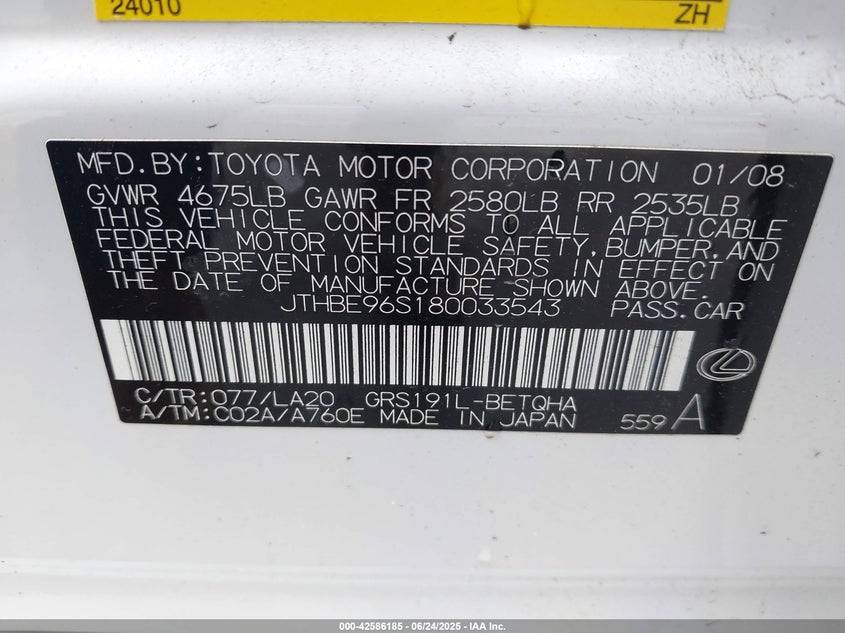 24010
ZH
MFD.BY:TOYOTA MOTOR CORPORATION 01/08
GVWR 4675LB GAWR FR 2580LB RR 2535LB
THIS VEHICLE CONFORMS TO ALL APPLICABLE
FEDERAL MOTOR VEHICLE SAFETY,BUMPER,AND
THEFT PREVENTION STANDARDS IN EFFECT ON
THE DATE OF MANUFACTURE SHOWN ABOVE.
JTHBE96S180033543 PASS.CAR
C/TR:077/LA20 GRS191L-BETQHA
A/TM:C02A/A760E MADE IN JAPAN 559 A
000-42586185 - 06/24/2025 - IAA Inc.